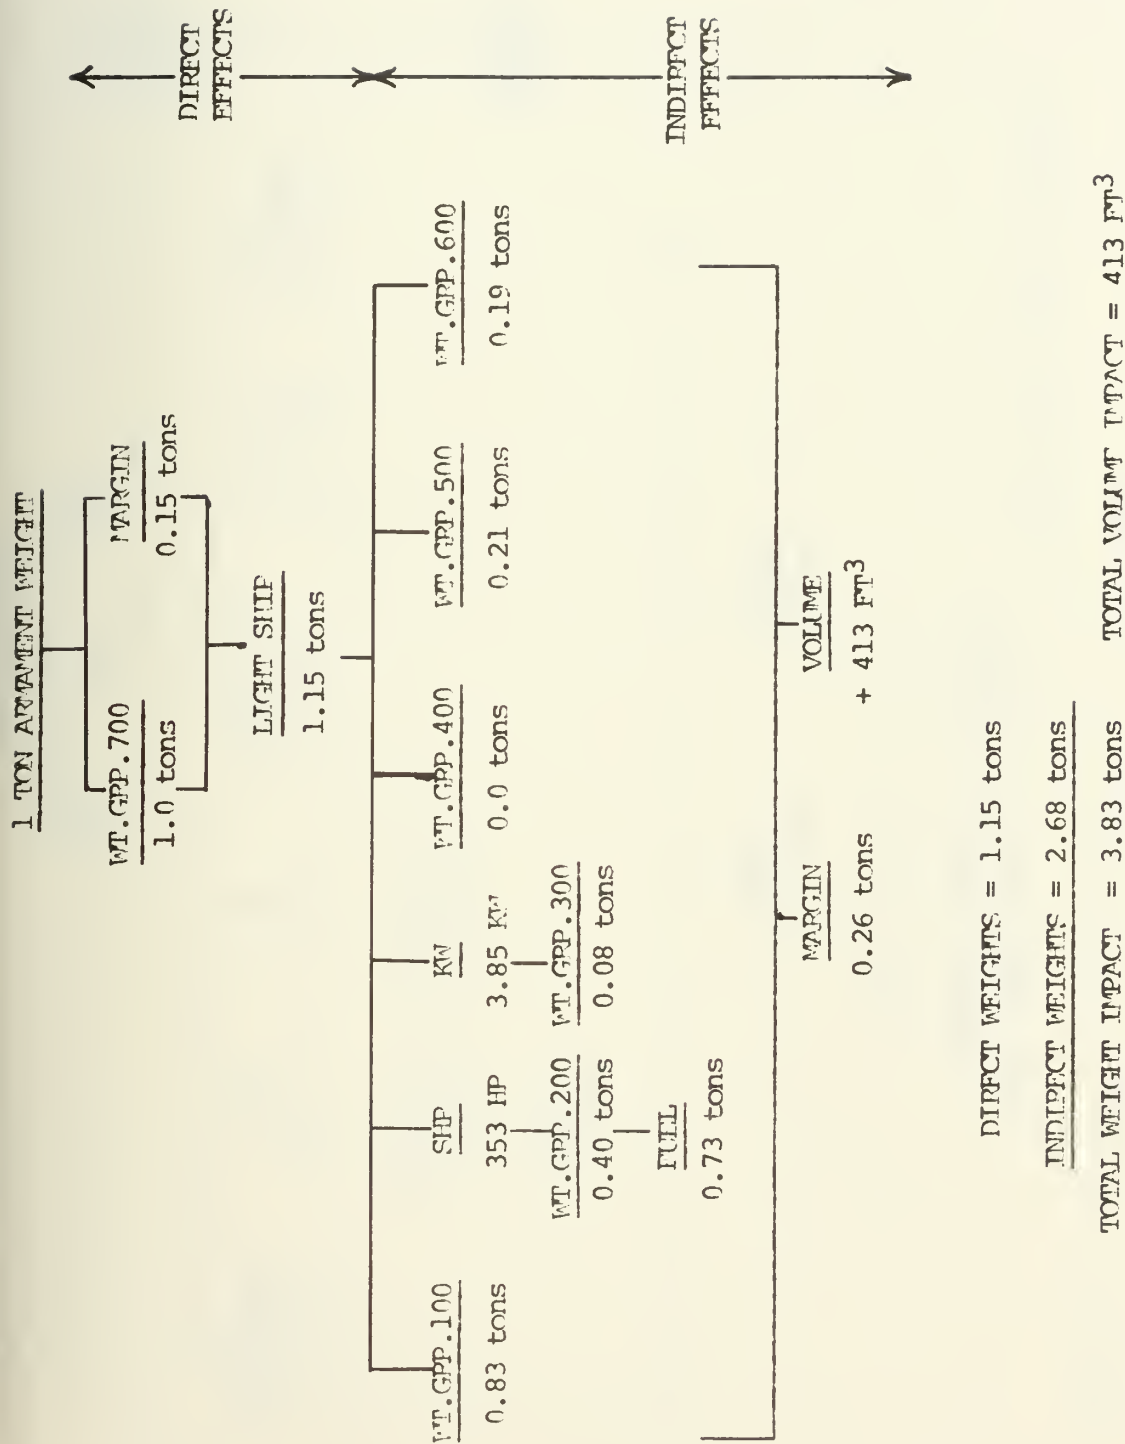 1 TON ARMAMENT WEIGHT
WT.GRP.700
1.0 tons
MARGIN
0.15 tons
LIGHT SHIP
1.15 tons
WT.GRP.100
0.83 tons
SHP
353 HP
WT.GRP.200
0.40 tons
FUEL
0.73 tons
KW
3.85 KW
WT.GRP.300
0.08 tons
WT.GRP.400
0.0 tons
WT.GRP.500
0.21 tons
WT.GRP.600
0.19 tons
MARGIN
0.26 tons
VOLUME
+ 413 FT³
DIRECT
EFFECTS
INDIRECT
EFFECTS
DIRECT WEIGHTS = 1.15 tons
INDIRECT WEIGHTS = 2.68 tons
TOTAL WEIGHT IMPACT = 3.83 tons
TOTAL VOLUME IMPACT = 413 FT³